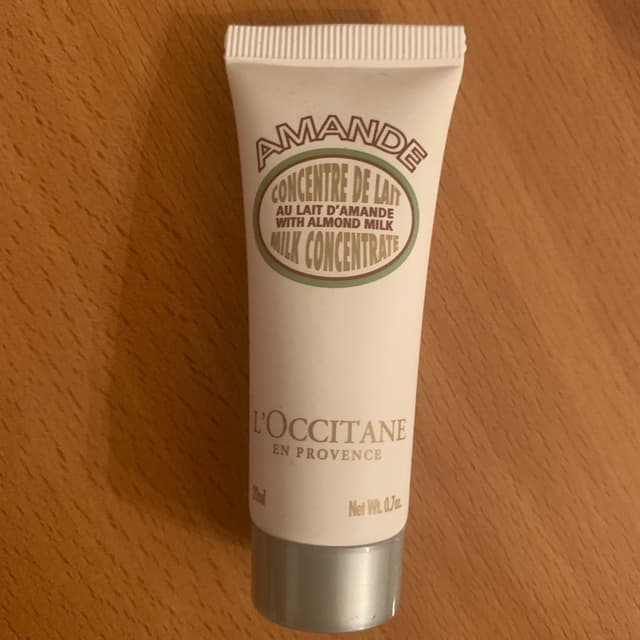 AMANDE
CONCENTRE DE LAIT
AU LAIT D'AMANDE
WITH ALMOND MILK
MILK CONCENTRATE
L'OCCITANE
EN PROVENCE
20ml Net Wt. 0.7oz.